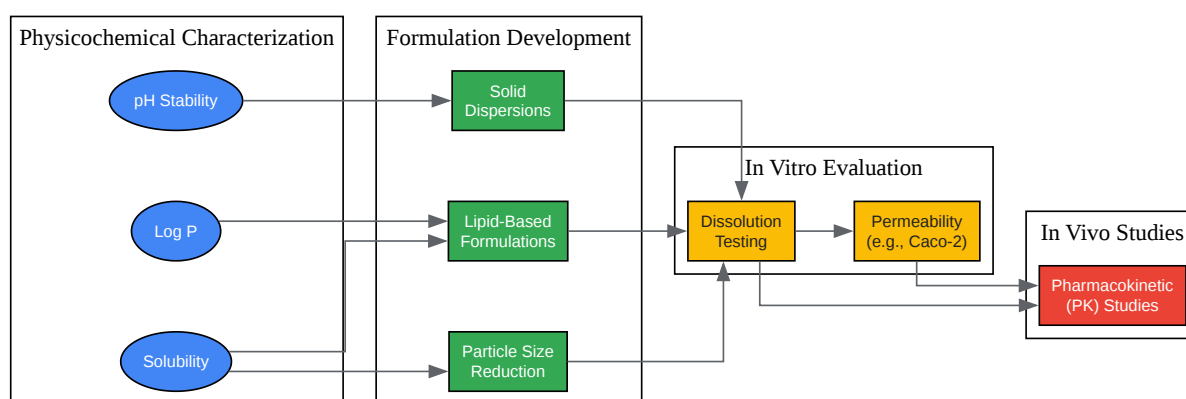 Physicochemical Characterization
pH Stability
Log P
Solubility
Formulation Development
Solid
Dispersions
Lipid-Based
Formulations
Particle Size
Reduction
In Vitro Evaluation
Dissolution
Testing
Permeability
(e.g., Caco-2)
In Vivo Studies
Pharmacokinetic
(PK) Studies